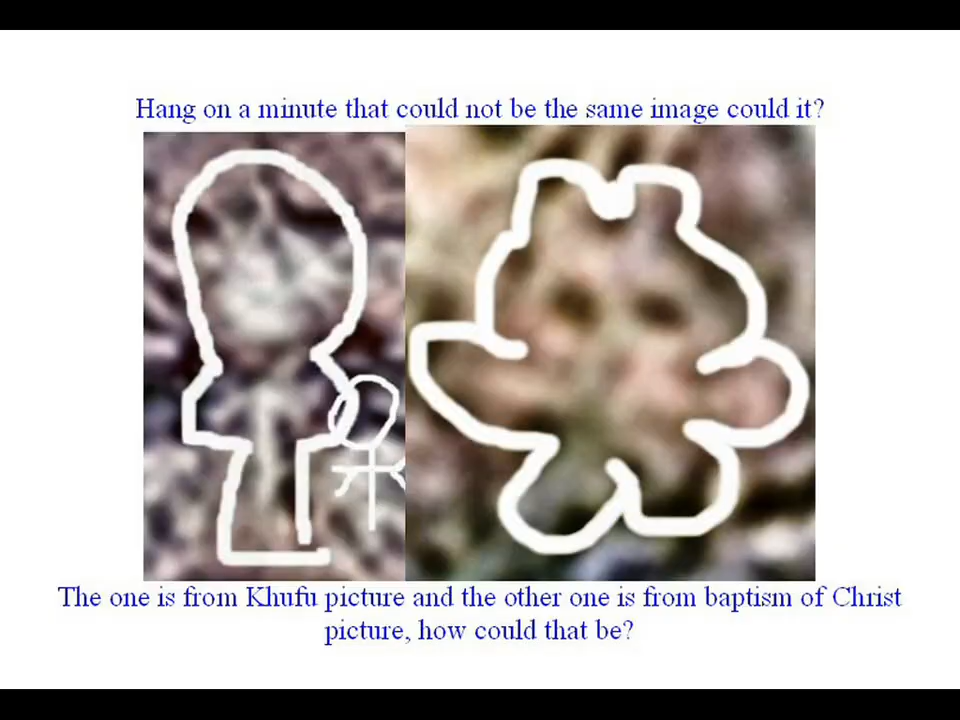 Hang on a minute that could not be the same image could it?
The one is from Khufu picture and the other one is from baptism of Christ
picture, how could that be?